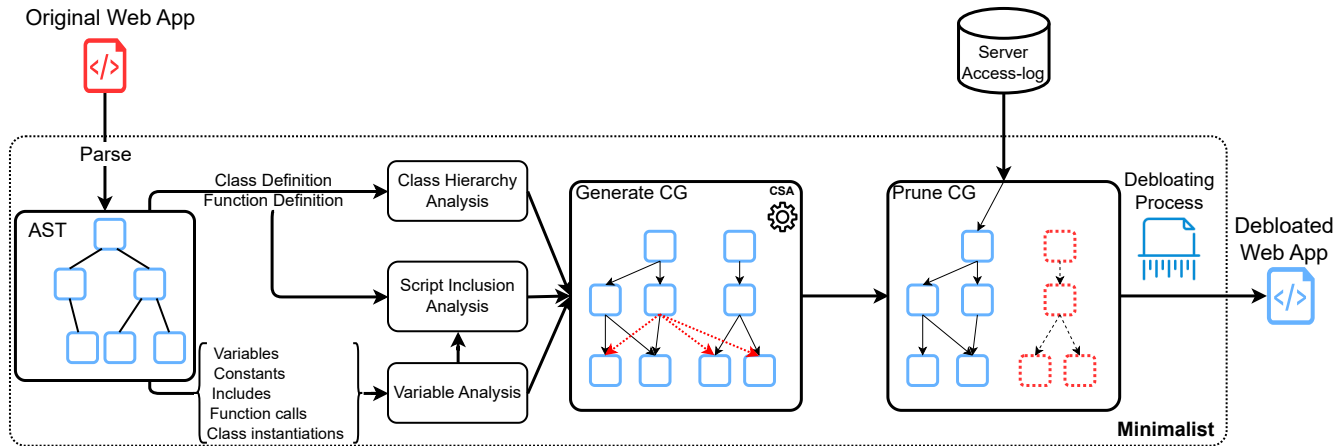 Original Web App
</>
Server
Access-log
Parse
Class Definition
Function Definition
Class Hierarchy
Analysis
Generate CG
CSA
Prune CG
Debloating
Process
AST
Debloated
Web App
</>
Script Inclusion
Analysis
Variables
Constants
Includes
Function calls
Class instantiations
Variable Analysis
Minimalist